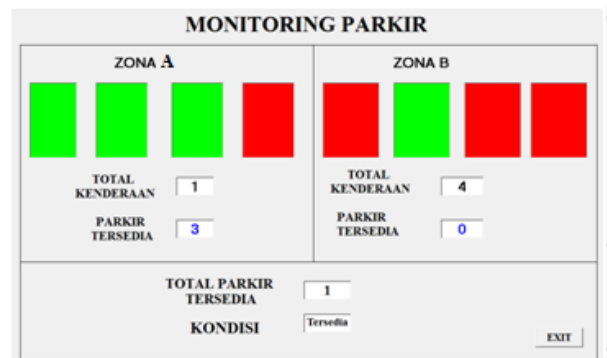 MONITORING PARKIR
ZONA A
TOTAL
KENDERAAN
1
PARKIR
TERSEDIA
3
ZONA B
TOTAL
KENDERAAN
4
PARKIR
TERSEDIA
0
TOTAL PARKIR
TERSEDIA
1
KONDISI
Tersedia
EXIT